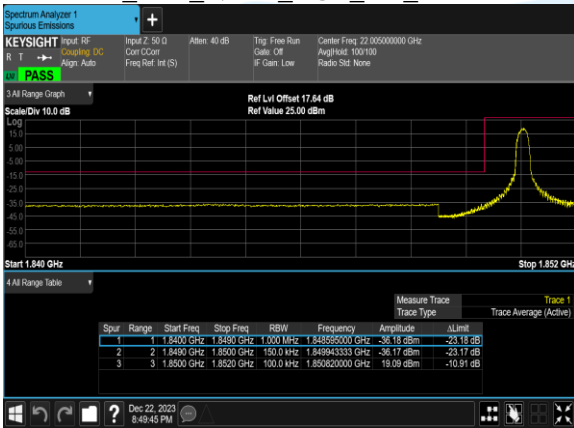 Spectrum Analyzer 1
Spurious Emissions
KEYSIGHT Input: RF Input Z: 50 Ω Atten: 40 dB Trig: Free Run Center Freq: 22.005000000 GHz
R T Coupling: DC Corr CCorr Gate: Off Avg|Hold: 100/100
Align: Auto Freq Ref: Int (S) IF Gain: Low Radio Std: None
LW PASS
3 All Range Graph
Ref Lvl Offset 17.64 dB
Scale/Div 10.0 dB Ref Value 25.00 dBm
Log
15.0
5.00
-5.00
-15.0
-25.0
-35.0
-45.0
-55.0
-65.0
Start 1.840 GHz Stop 1.852 GHz
4 All Range Table
Measure Trace Trace 1
Trace Type Trace Average (Active)
Spur Range Start Freq Stop Freq RBW Frequency Amplitude ΔLimit
1 1 1.8400 GHz 1.8490 GHz 1.000 MHz 1.848595000 GHz -36.18 dBm -23.18 dB
2 2 1.8490 GHz 1.8500 GHz 150.0 kHz 1.849943333 GHz -36.17 dBm -23.17 dB
3 3 1.8500 GHz 1.8520 GHz 100.0 kHz 1.850820000 GHz 19.09 dBm -10.91 dB
Dec 22, 2023
8:49:45 PM